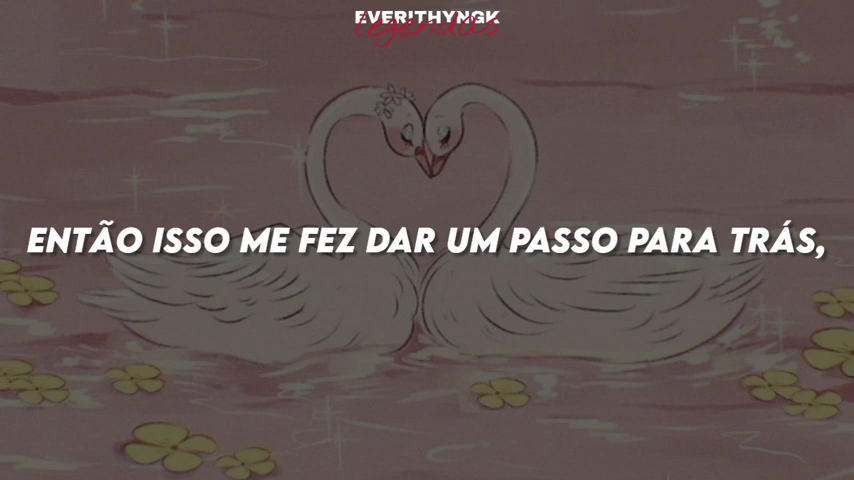 EVERITHYNGK
legendas
ENTÃO ISSO ME FEZ DAR UM PASSO PARA TRÁS,